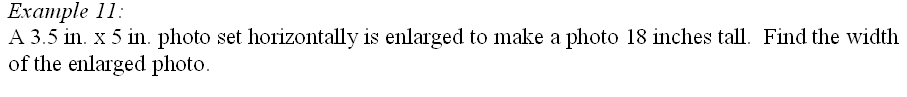 Example 11:
A 3.5 in. x 5 in. photo set horizontally is enlarged to make a photo 18 inches tall.  Find the width
of the enlarged photo.